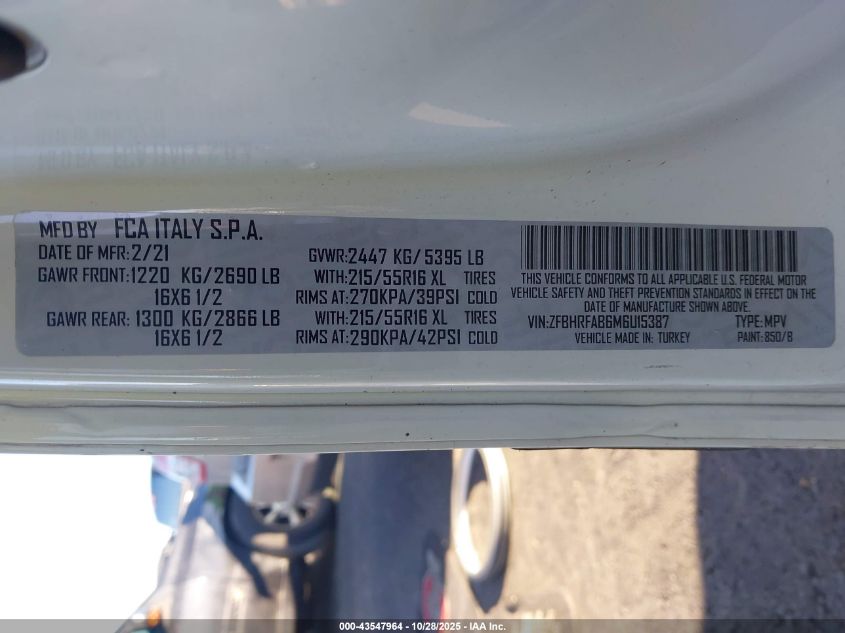 MFD BY FCA ITALY S.P.A.
DATE OF MFR: 2/21
GAWR FRONT: 1220 KG/2690 LB
16X6 1/2
GAWR REAR: 1300 KG/2866 LB
16X6 1/2
GVWR: 2447 KG/ 5395 LB
WITH: 215/55R16 XL TIRES
RIMS AT: 270KPA/39PSI COLD
WITH: 215/55R16 XL TIRES
RIMS AT: 290KPA/42PSI COLD
THIS VEHICLE CONFORMS TO ALL APPLICABLE U.S. FEDERAL MOTOR
VEHICLE SAFETY AND THEFT PREVENTION STANDARDS IN EFFECT ON THE
DATE OF MANUFACTURE SHOWN ABOVE.
VIN: ZFBHRFAB6M6U15387 TYPE: MPV
VEHICLE MADE IN: TURKEY PAINT: 850/B
000-43547964 | 10/28/2025 | IAA Inc.